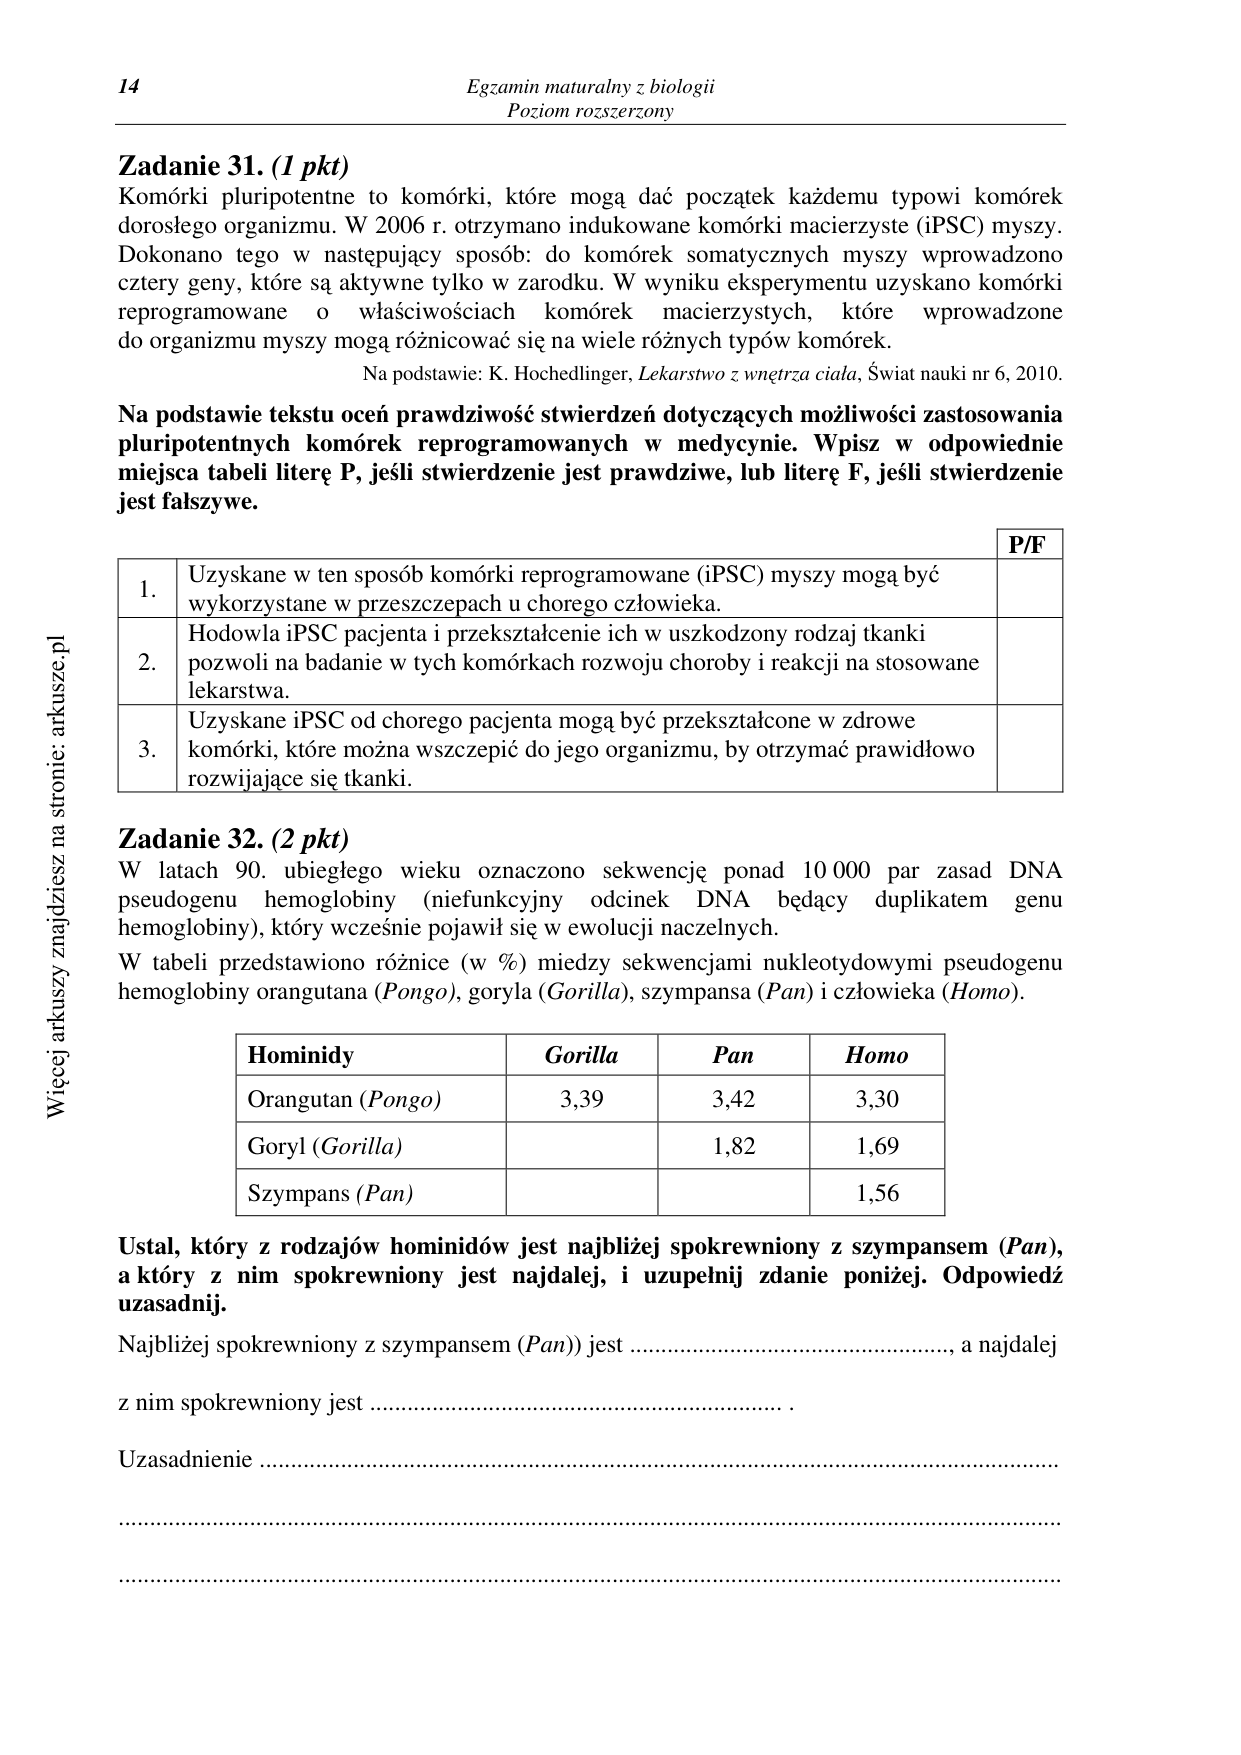 14
Egzamin maturalny z biologii
Poziom rozszerzony
Zadanie 31. (1 pkt)
Komórki pluripotentne to komórki, które mogą dać początek każdemu typowi komórek
dorosłego organizmu. W 2006 r. otrzymano indukowane komórki macierzyste (iPSC) myszy.
Dokonano tego w następujący sposób: do komórek somatycznych myszy wprowadzono
cztery geny, które są aktywne tylko w zarodku. W wyniku eksperymentu uzyskano komórki
reprogramowane o właściwościach komórek macierzystych, które wprowadzone
do organizmu myszy mogą różnicować się na wiele różnych typów komórek.
Na podstawie: K. Hochedlinger, Lekarstwo z wnętrza ciała, Świat nauki nr 6, 2010.
Na podstawie tekstu oceń prawdziwość stwierdzeń dotyczących możliwości zastosowania
pluripotentnych komórek reprogramowanych w medycynie. Wpisz w odpowiednie
miejsca tabeli literę P, jeśli stwierdzenie jest prawdziwe, lub literę F, jeśli stwierdzenie
jest fałszywe.
P/F
1. Uzyskane w ten sposób komórki reprogramowane (iPSC) myszy mogą być
wykorzystane w przeszczepach u chorego człowieka.
2. Hodowla iPSC pacjenta i przekształcenie ich w uszkodzony rodzaj tkanki
pozwoli na badanie w tych komórkach rozwoju choroby i reakcji na stosowane
lekarstwa.
3. Uzyskane iPSC od chorego pacjenta mogą być przekształcone w zdrowe
komórki, które można wszczepić do jego organizmu, by otrzymać prawidłowo
rozwijające się tkanki.
Zadanie 32. (2 pkt)
W latach 90. ubiegłego wieku oznaczono sekwencję ponad 10 000 par zasad DNA
pseudogenu hemoglobiny (niefunkcyjny odcinek DNA będący duplikatem genu
hemoglobiny), który wcześnie pojawił się w ewolucji naczelnych.
W tabeli przedstawiono różnice (w %) miedzy sekwencjami nukleotydowymi pseudogenu
hemoglobiny orangutana (Pongo), goryla (Gorilla), szympansa (Pan) i człowieka (Homo).
Hominidy Gorilla Pan Homo
Orangutan (Pongo) 3,39 3,42 3,30
Goryl (Gorilla) 1,82 1,69
Szympans (Pan) 1,56
Ustal, który z rodzajów hominidów jest najbliżej spokrewniony z szympansem (Pan),
a który z nim spokrewniony jest najdalej, i uzupełnij zdanie poniżej. Odpowiedź
uzasadnij.
Najbliżej spokrewniony z szympansem (Pan)) jest ..................................................., a najdalej
z nim spokrewniony jest .................................................................. .
Uzasadnienie ................................................................................................................................
.......................................................................................................................................................
.......................................................................................................................................................
Więcej arkuszy znajdziesz na stronie: arkusze.pl